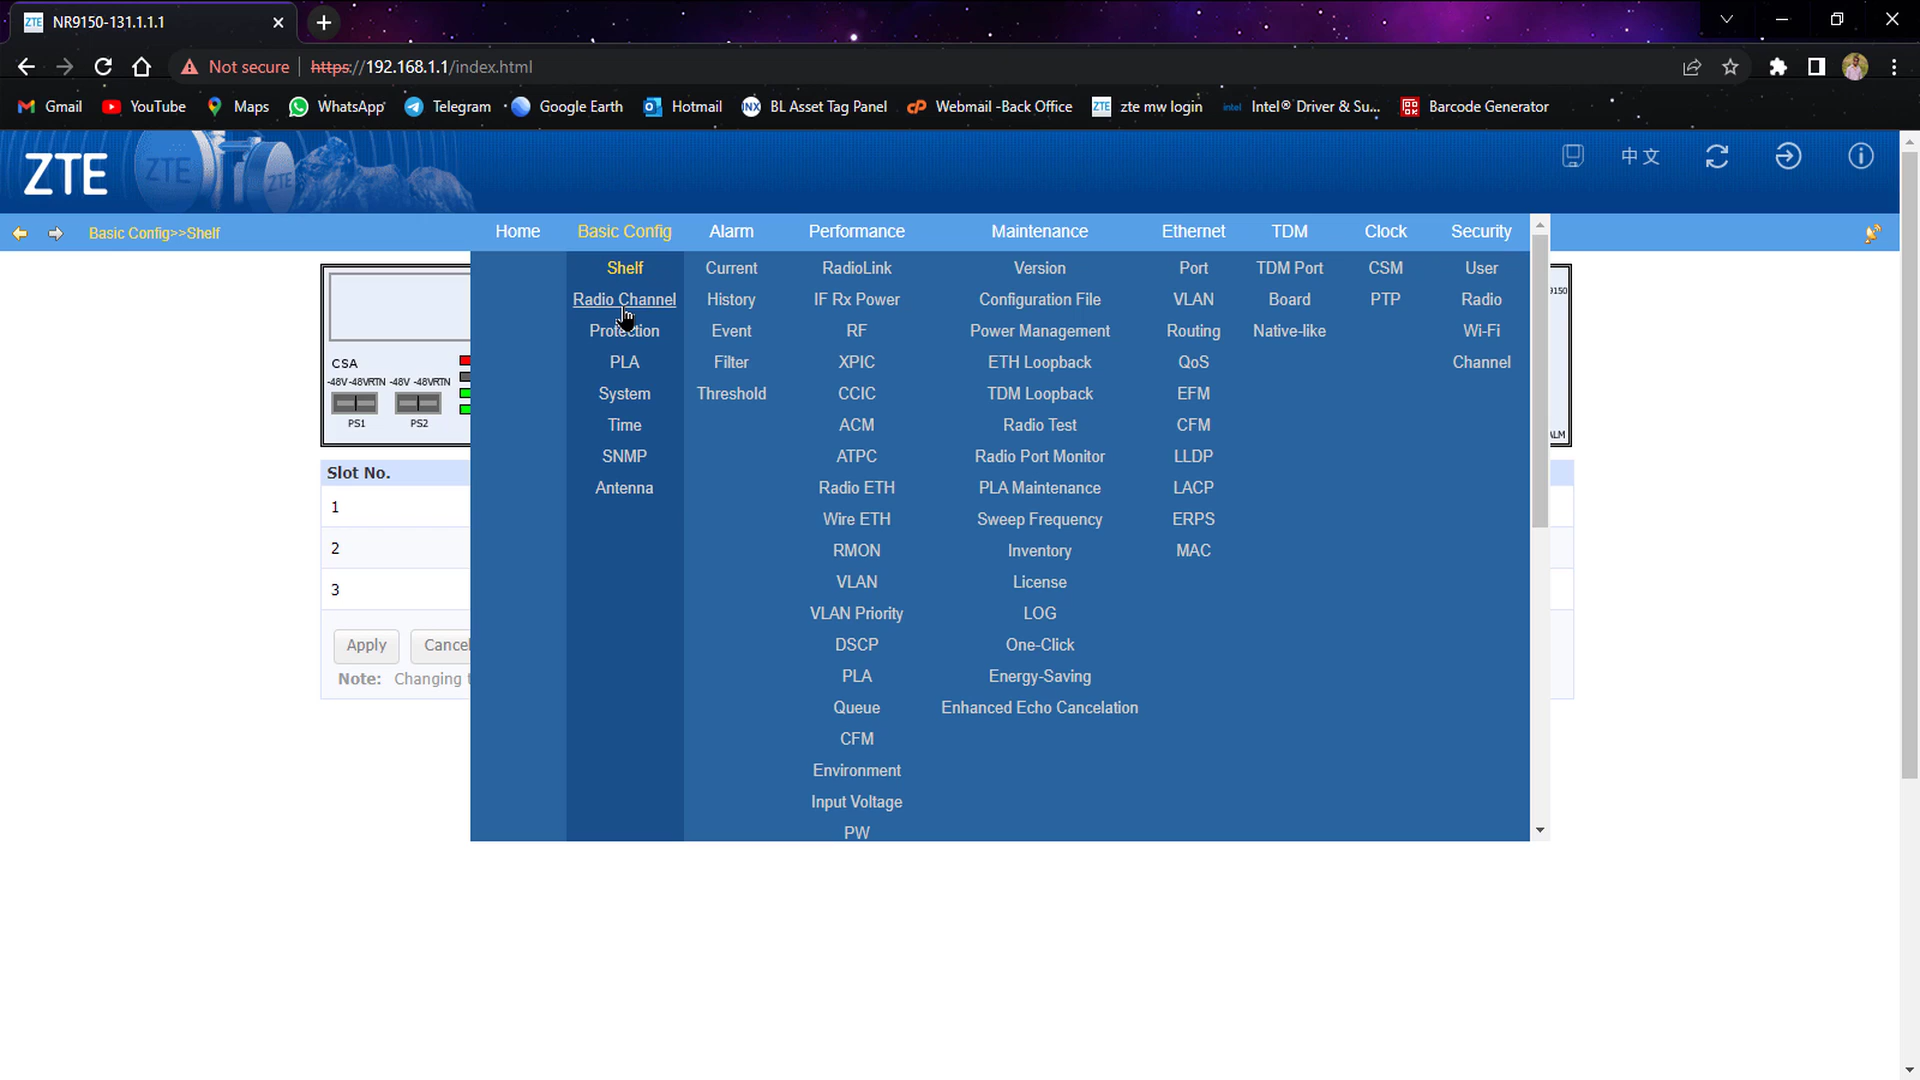 ZTE NR9150-131.1.1.1
Not secure https://192.168.1.1/index.html
Gmail YouTube Maps WhatsApp Telegram Google Earth Hotmail INX BL Asset Tag Panel Webmail -Back Office ZTE zte mw login intel Intel® Driver & Su... Barcode Generator
ZTE 中文
Basic Config>>Shelf Home Basic Config Alarm Performance Maintenance Ethernet TDM Clock Security
Shelf Current RadioLink Version Port TDM Port CSM User
Radio Channel History IF Rx Power Configuration File VLAN Board PTP Radio
Protection Event RF Power Management Routing Native-like Wi-Fi
CSA PLA Filter XPIC ETH Loopback QoS Channel
-48V -48VRTN -48V -48VRTN System Threshold CCIC TDM Loopback EFM
PS1 PS2 Time ACM Radio Test CFM
SNMP ATPC Radio Port Monitor LLDP
Slot No. Antenna Radio ETH PLA Maintenance LACP
1 Wire ETH Sweep Frequency ERPS
2 RMON Inventory MAC
3 VLAN License
VLAN Priority LOG
Apply Cancel DSCP One-Click
Note: Changing PLA Energy-Saving
Queue Enhanced Echo Cancelation
CFM
Environment
Input Voltage
PW